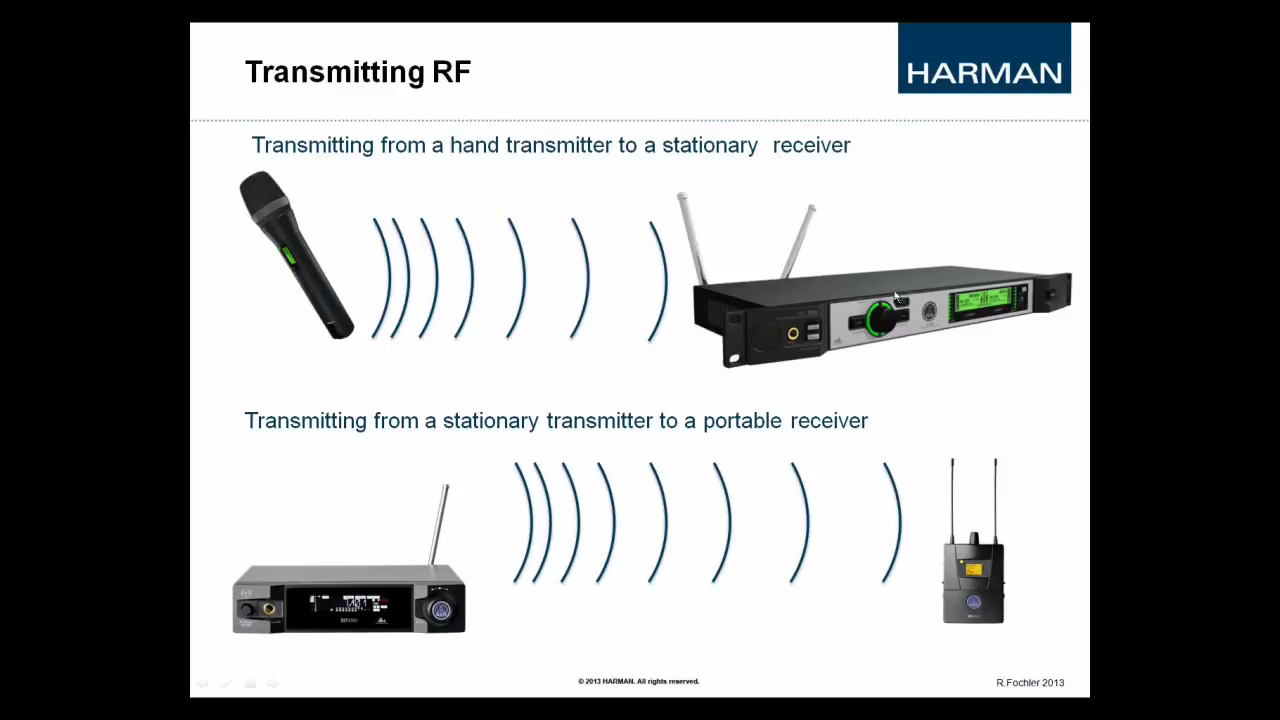 Transmitting RF
HARMAN
Transmitting from a hand transmitter to a stationary receiver
Transmitting from a stationary transmitter to a portable receiver
© 2013 HARMAN. All rights reserved.
R.Fochler 2013